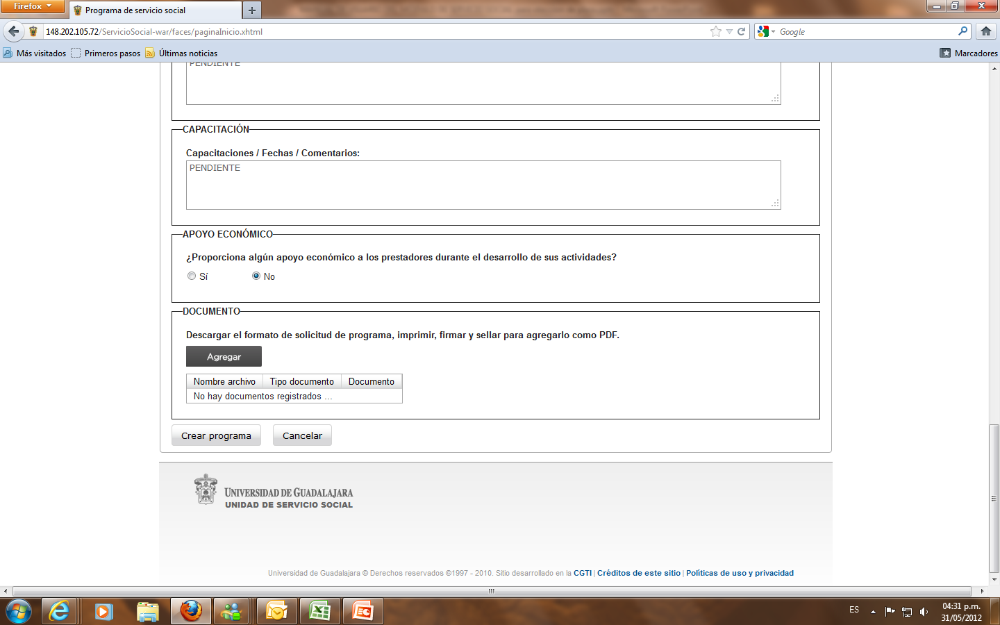 Firefox
Programa de servicio social
148.202.105.72/ServicioSocial-war/faces/paginaInicio.xhtml
Google
Más visitados
Primeros pasos
Últimas noticias
Marcadores
PENDIENTE
CAPACITACIÓN
Capacitaciones / Fechas / Comentarios:
PENDIENTE
APOYO ECONÓMICO
¿Proporciona algún apoyo económico a los prestadores durante el desarrollo de sus actividades?
Sí No
DOCUMENTO
Descargar el formato de solicitud de programa, imprimir, firmar y sellar para agregarlo como PDF.
Agregar
Nombre archivo Tipo documento Documento
No hay documentos registrados ...
Crear programa Cancelar
UNIVERSIDAD DE GUADALAJARA
UNIDAD DE SERVICIO SOCIAL
Universidad de Guadalajara © Derechos reservados ©1997 - 2010. Sitio desarrollado en la CGTI | Créditos de este sitio | Políticas de uso y privacidad
ES
04:31 p.m.
31/05/2012